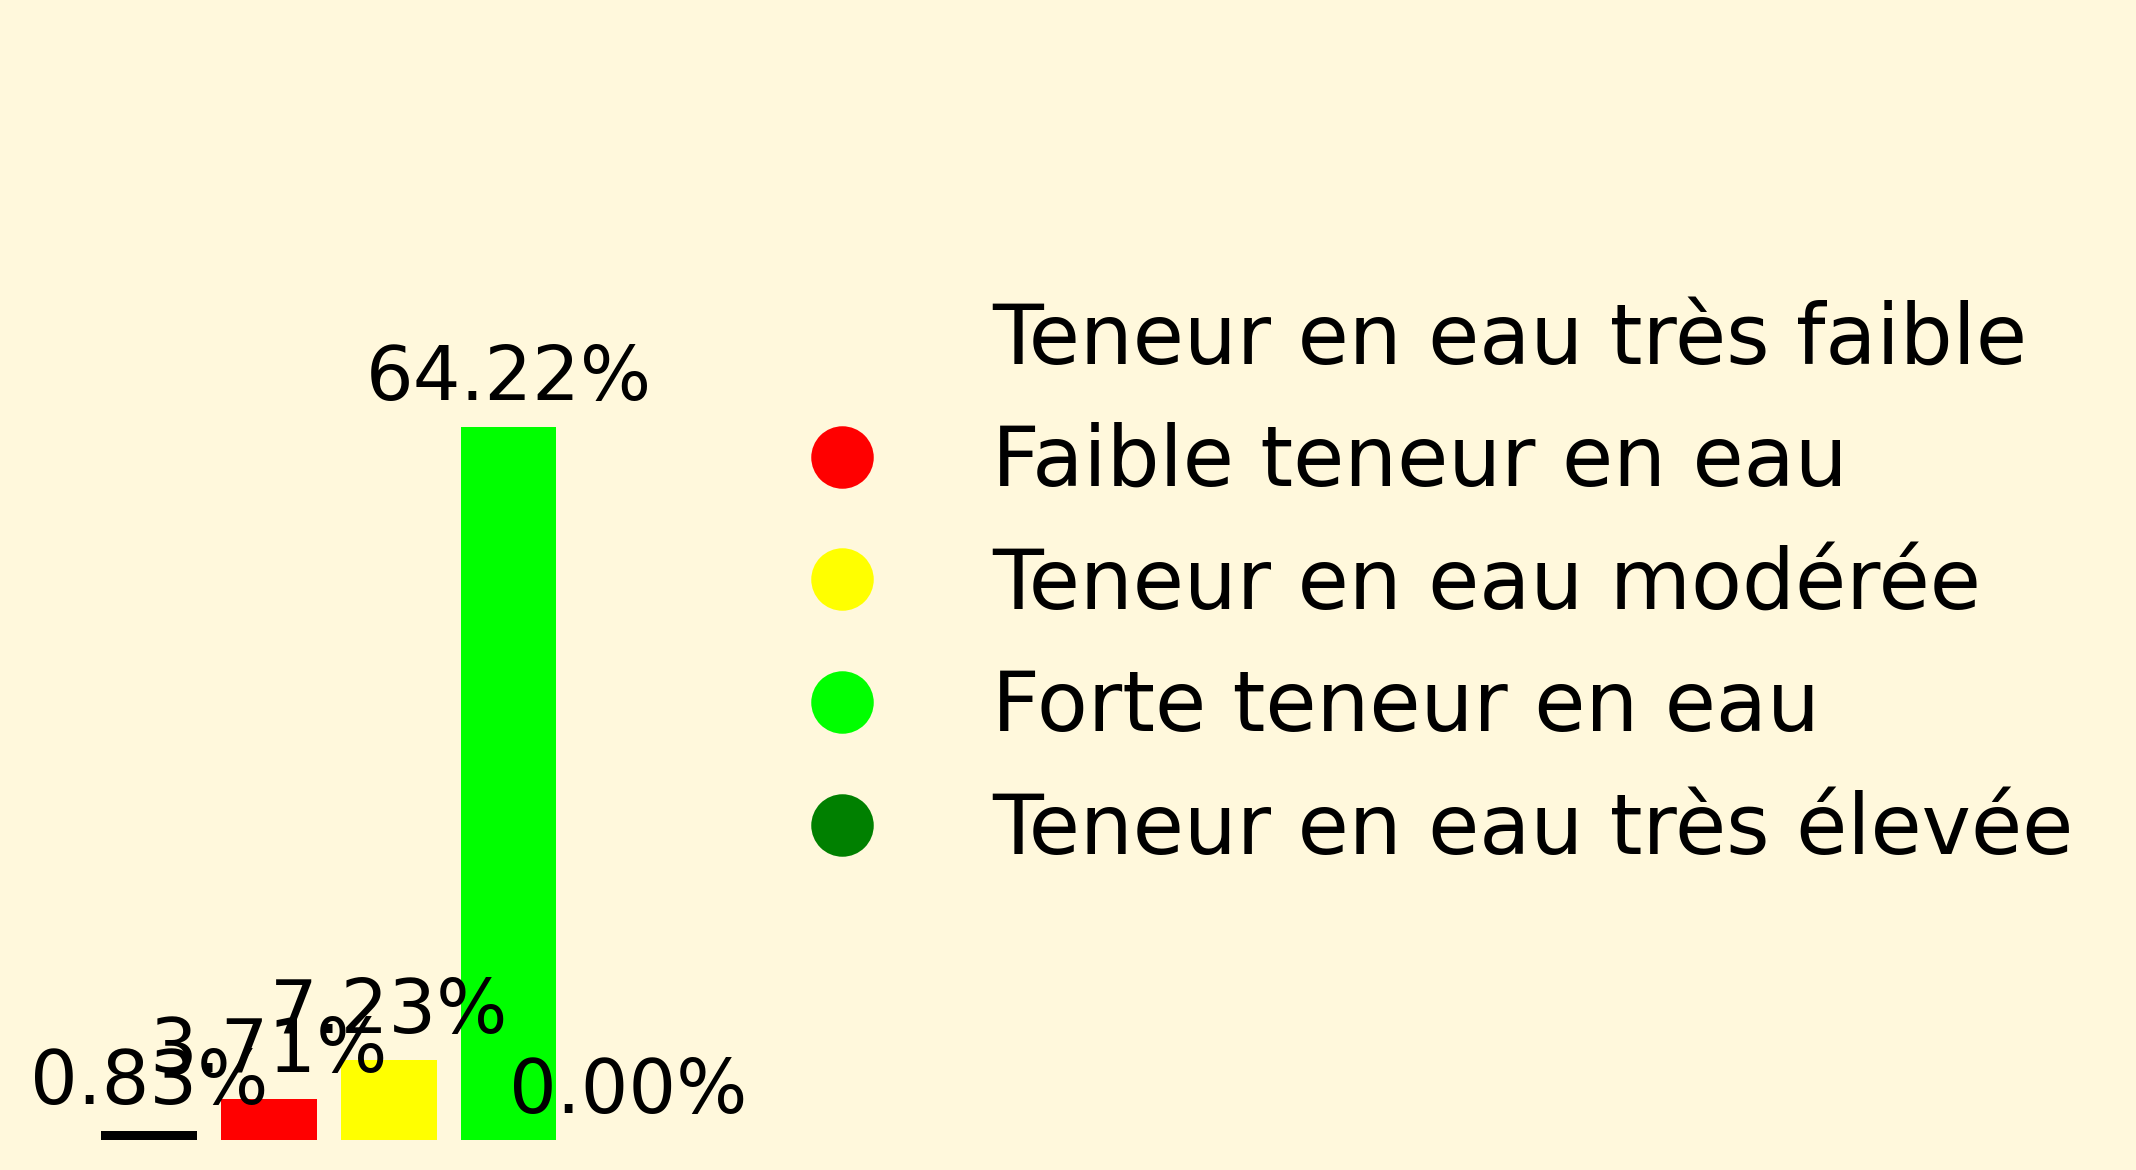 Teneur en eau très faible
64.22%
Faible teneur en eau
Teneur en eau modérée
Forte teneur en eau
Teneur en eau très élevée
7.23%
3.71%
0.83%
0.00%